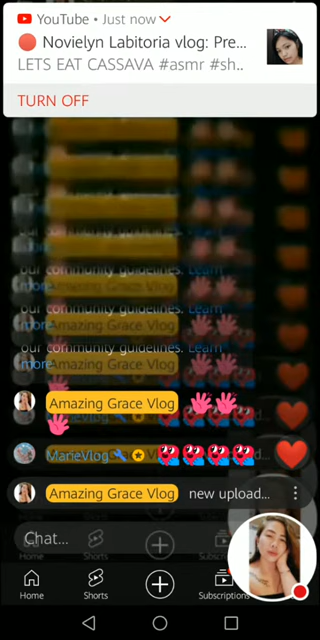 YouTube • Just now
Novielyn Labitoria vlog: Pre...
LETS EAT CASSAVA #asmr #sh..
TURN OFF
our community guidelines. Learn
more
Amazing Grace Vlog
our community guidelines. Learn
more Amazing Grace Vlog
Amazing Grace Vlog
MarieVlog
Amazing Grace Vlog new upload...
Chat...
Home Shorts Subscriptions